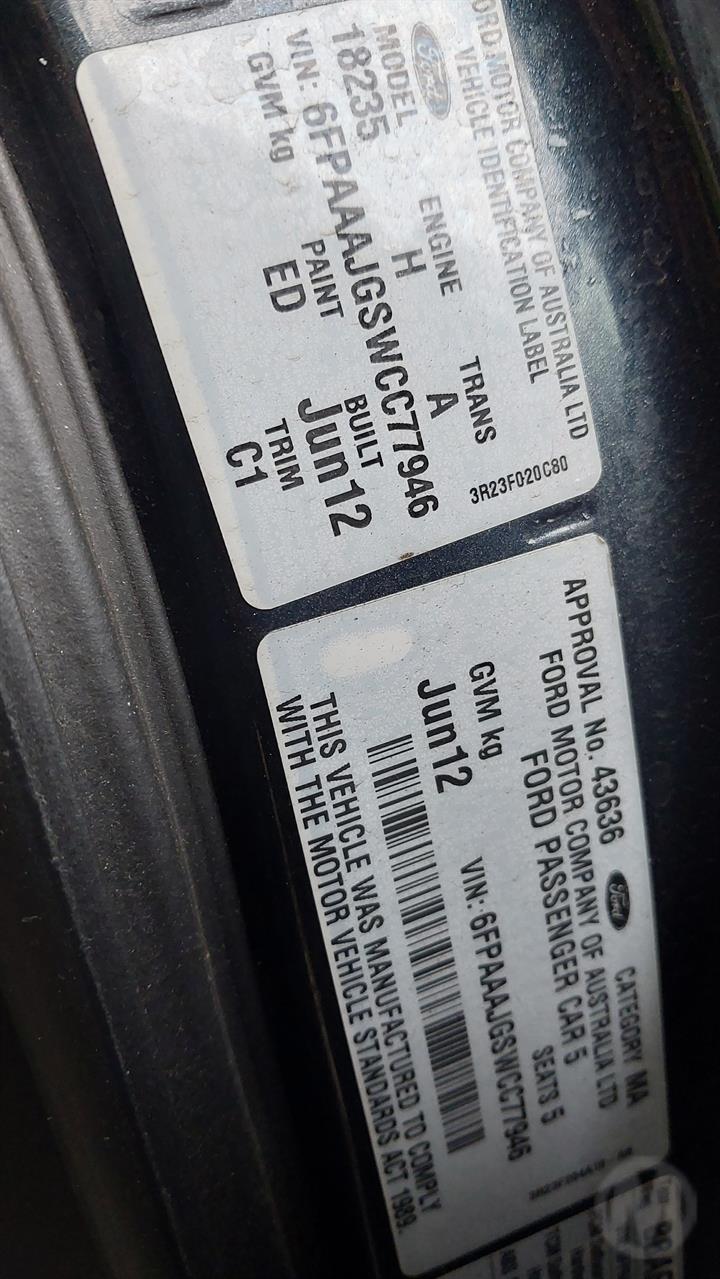 FORD MOTOR COMPANY OF AUSTRALIA LTD
VEHICLE IDENTIFICATION LABEL
Ford
3R23F020C80
MODEL ENGINE TRANS
18235 H A
VIN: 6FPAAAJGSWCC77946
GVM kg PAINT BUILT TRIM
ED Jun12 C1
APPROVAL No. 43636 Ford CATEGORY MA
FORD MOTOR COMPANY OF AUSTRALIA LTD
FORD PASSENGER CAR 5
SEATS 5
GVM kg
Jun12 VIN: 6FPAAAJGSWCC77946
THIS VEHICLE WAS MANUFACTURED TO COMPLY
WITH THE MOTOR VEHICLE STANDARDS ACT 1989.